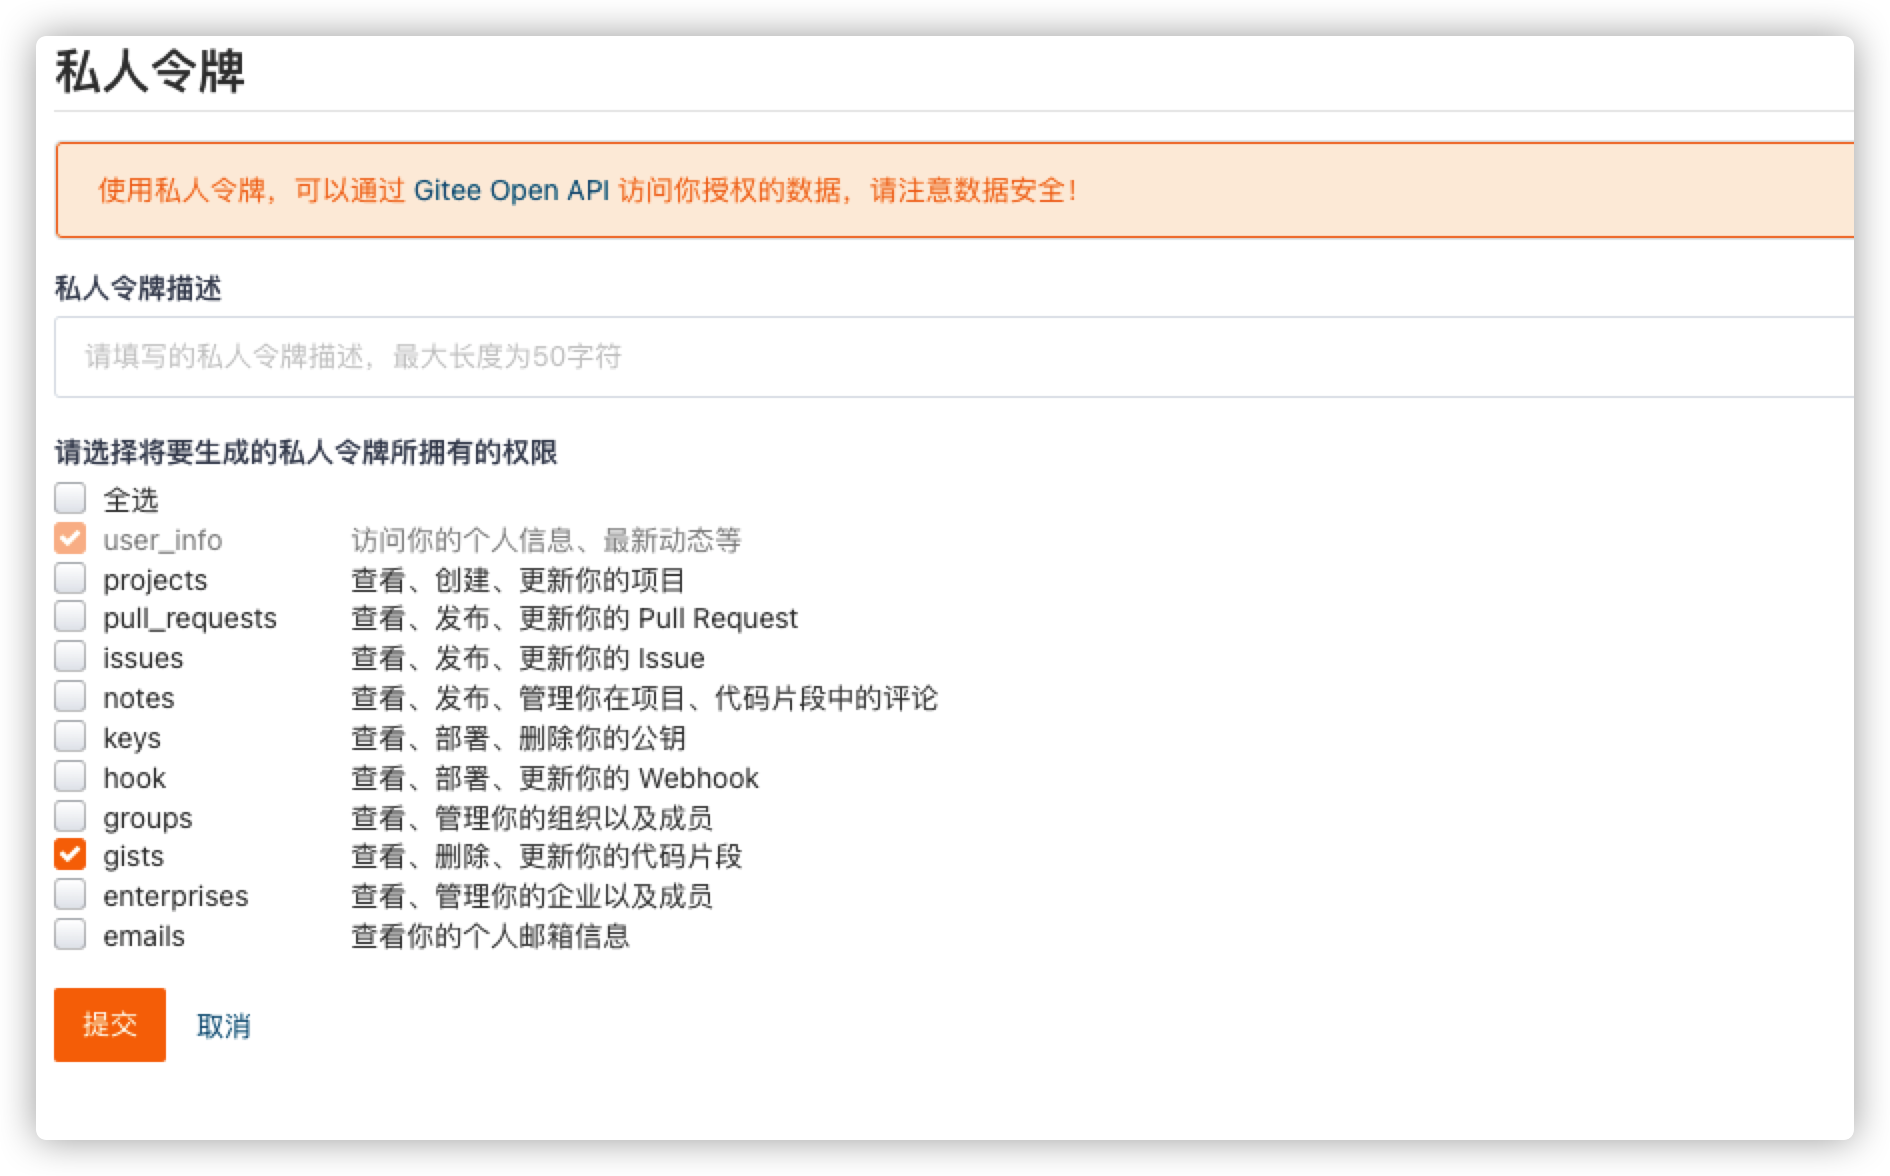 私人令牌
使用私人令牌，可以通过 Gitee Open API 访问你授权的数据，请注意数据安全！
私人令牌描述
请填写的私人令牌描述，最大长度为50字符
请选择将要生成的私人令牌所拥有的权限
全选
user_info 访问你的个人信息、最新动态等
projects 查看、创建、更新你的项目
pull_requests 查看、发布、更新你的 Pull Request
issues 查看、发布、更新你的 Issue
notes 查看、发布、管理你在项目、代码片段中的评论
keys 查看、部署、删除你的公钥
hook 查看、部署、更新你的 Webhook
groups 查看、管理你的组织以及成员
gists 查看、删除、更新你的代码片段
enterprises 查看、管理你的企业以及成员
emails 查看你的个人邮箱信息
提交 取消